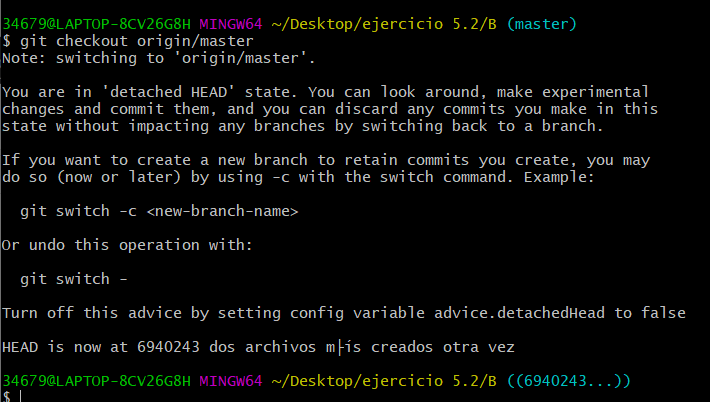 34679@LAPTOP-8CV26G8H MINGW64 ~/Desktop/ejercicio 5.2/B (master)
$ git checkout origin/master
Note: switching to 'origin/master'.
You are in 'detached HEAD' state. You can look around, make experimental
changes and commit them, and you can discard any commits you make in this
state without impacting any branches by switching back to a branch.
If you want to create a new branch to retain commits you create, you may
do so (now or later) by using -c with the switch command. Example:
git switch -c <new-branch-name>
Or undo this operation with:
git switch -
Turn off this advice by setting config variable advice.detachedHead to false
HEAD is now at 6940243 dos archivos m├ís creados otra vez
34679@LAPTOP-8CV26G8H MINGW64 ~/Desktop/ejercicio 5.2/B ((6940243...))
$